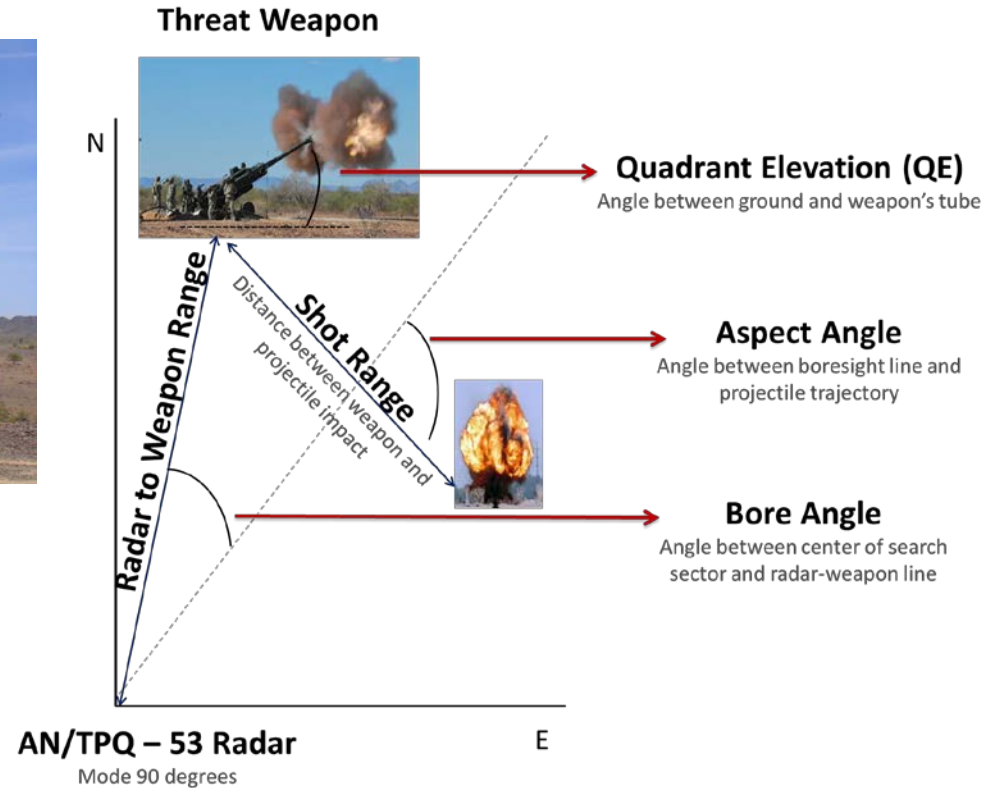 Threat Weapon
N
Quadrant Elevation (QE)
Angle between ground and weapon's tube
Radar to Weapon Range
Shot Range
Distance between weapon and
projectile impact
Aspect Angle
Angle between boresight line and
projectile trajectory
Bore Angle
Angle between center of search
sector and radar-weapon line
AN/TPQ – 53 Radar
Mode 90 degrees
E